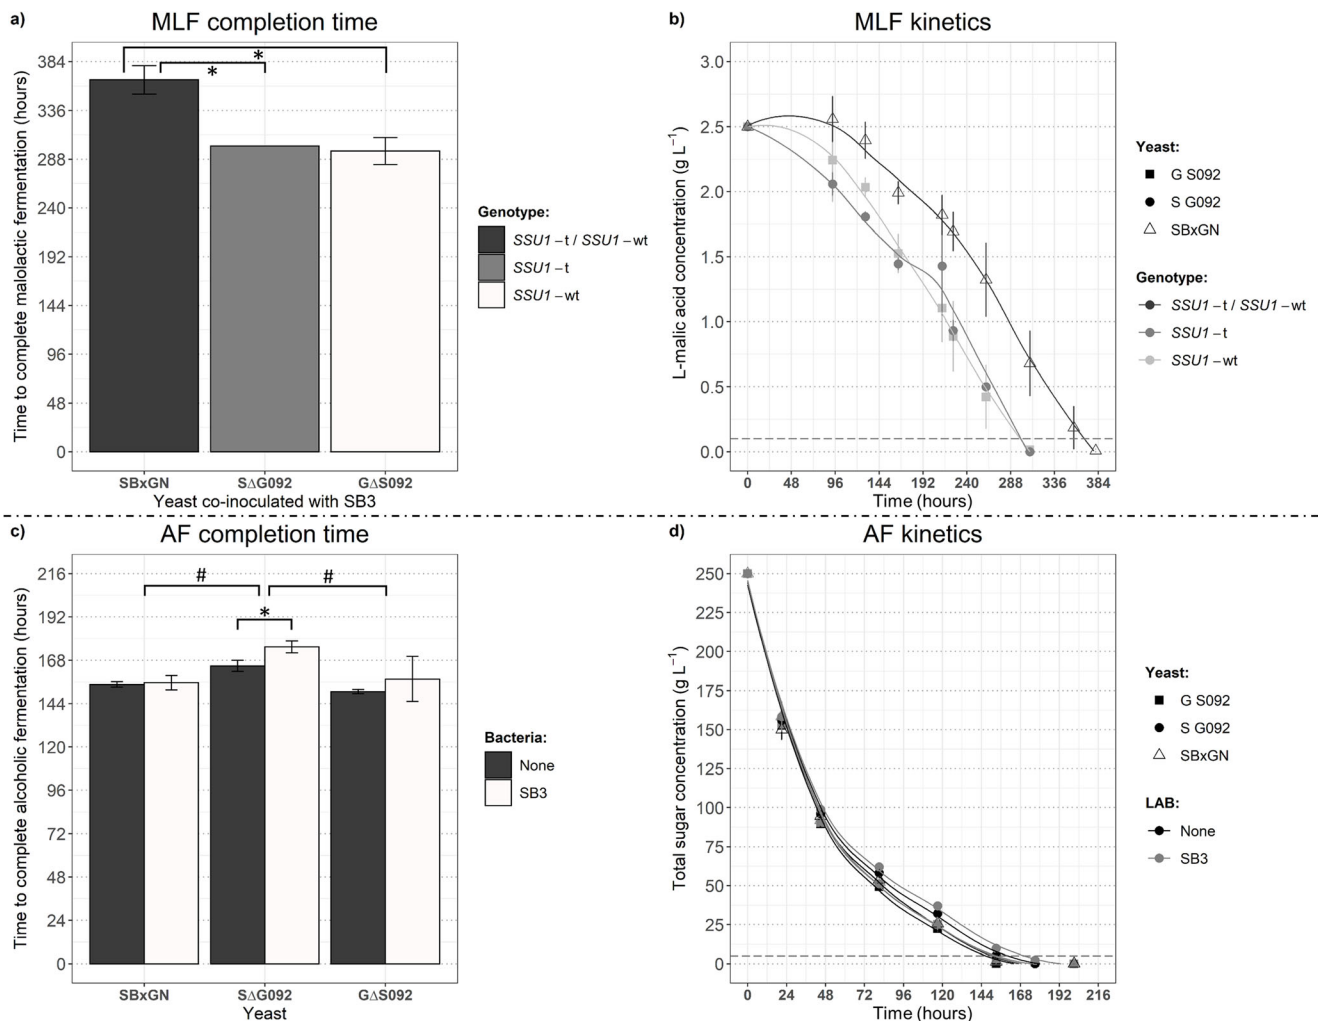 a)
MLF completion time
Time to complete malolactic fermentation (hours)
384
336
288
240
192
144
96
48
0
*
*
SBxGN
SΔG092
GΔS092
Yeast co-inoculated with SB3
Genotype:
SSU1−t / SSU1−wt
SSU1−t
SSU1−wt
b)
MLF kinetics
L-malic acid concentration (g L⁻¹)
3.0
2.5
2.0
1.5
1.0
0.5
0.0
0 48 96 144 192 240 288 336 384
Time (hours)
Yeast:
G S092
S G092
SBxGN
Genotype:
SSU1−t / SSU1−wt
SSU1−t
SSU1−wt
c)
AF completion time
Time to complete alcoholic fermentation (hours)
216
192
168
144
120
96
72
48
24
0
# #
*
SBxGN
SΔG092
GΔS092
Yeast
Bacteria:
None
SB3
d)
AF kinetics
Total sugar concentration (g L⁻¹)
250
225
200
175
150
125
100
75
50
25
0
0 24 48 72 96 120 144 168 192 216
Time (hours)
Yeast:
G S092
S G092
SBxGN
LAB:
None
SB3